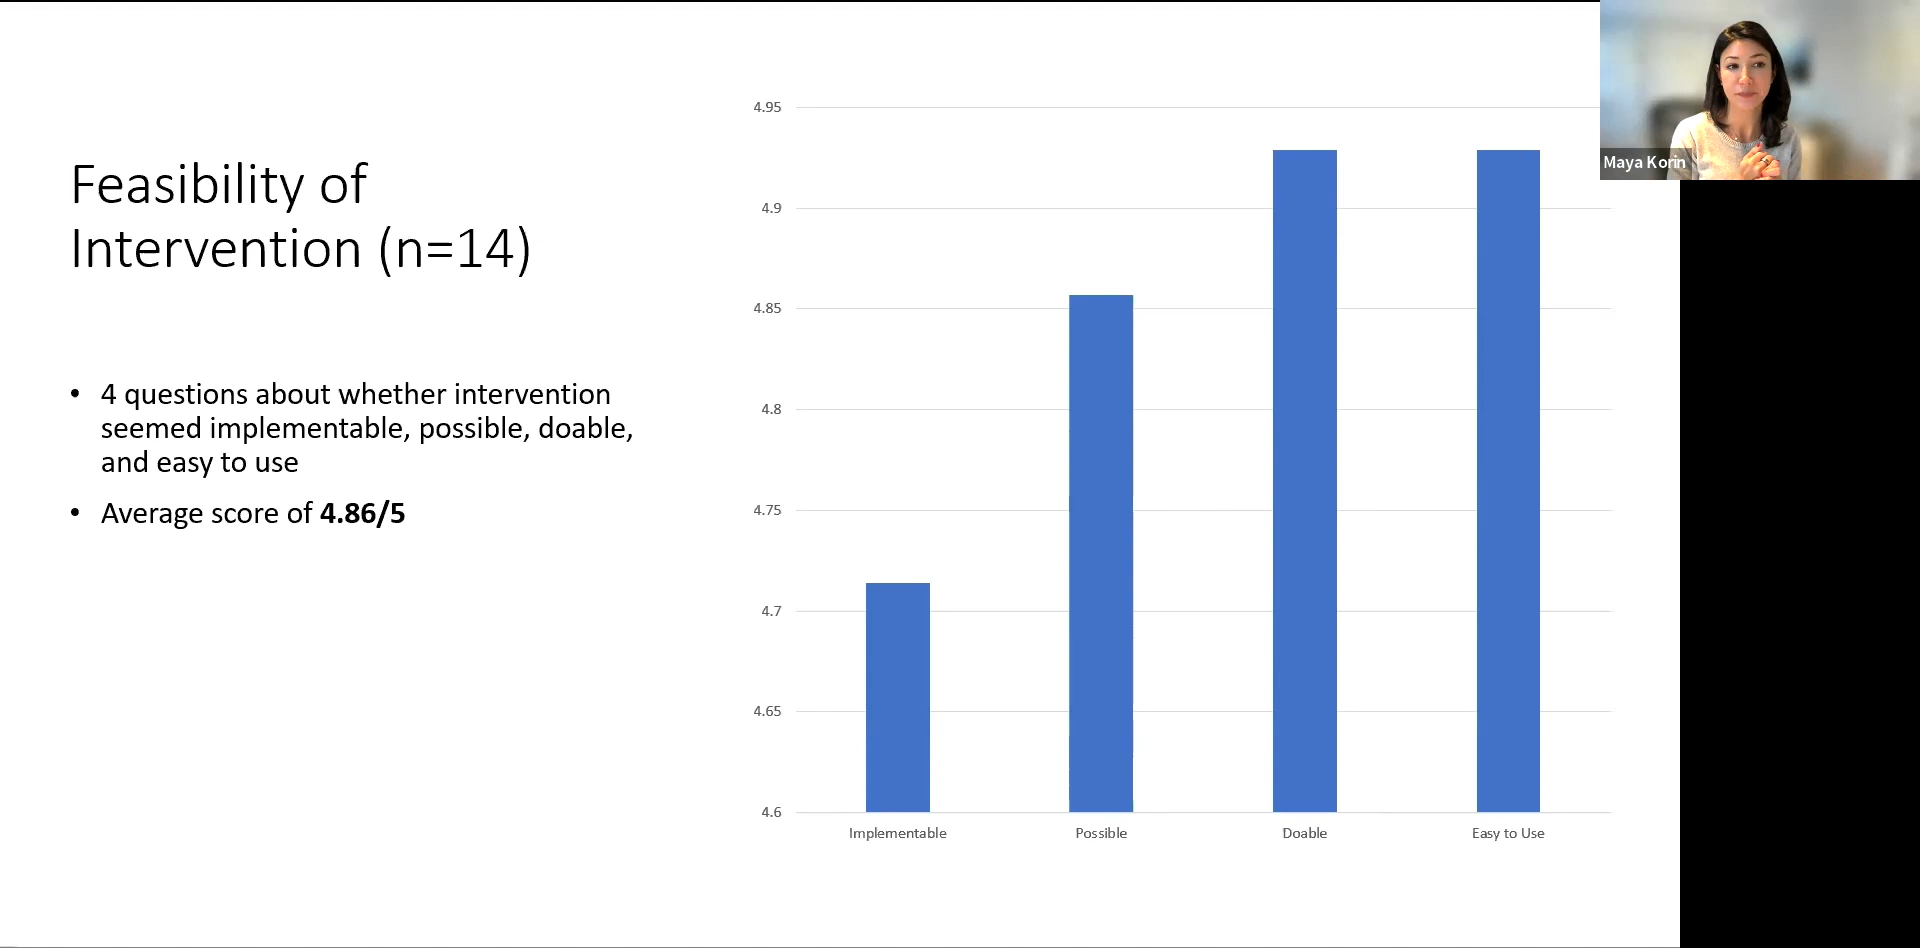 Feasibility of
Intervention (n=14)
• 4 questions about whether intervention
seemed implementable, possible, doable,
and easy to use
• Average score of 4.86/5
4.95
4.9
4.85
4.8
4.75
4.7
4.65
4.6
Implementable
Possible
Doable
Easy to Use
Maya Korin